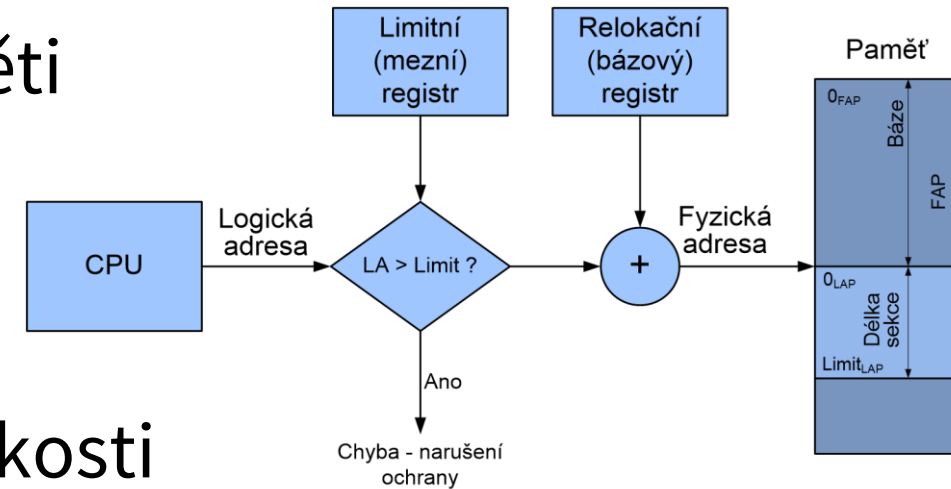 ěti
Limitní
(mezní)
registr
Relokační
(bázový)
registr
Paměť
0FAP
Báze
FAP
CPU
Logická
adresa
LA > Limit ?
+
Fyzická
adresa
0LAP
Délka
sekce
LimitLAP
Ano
Chyba - narušení
ochrany
kosti